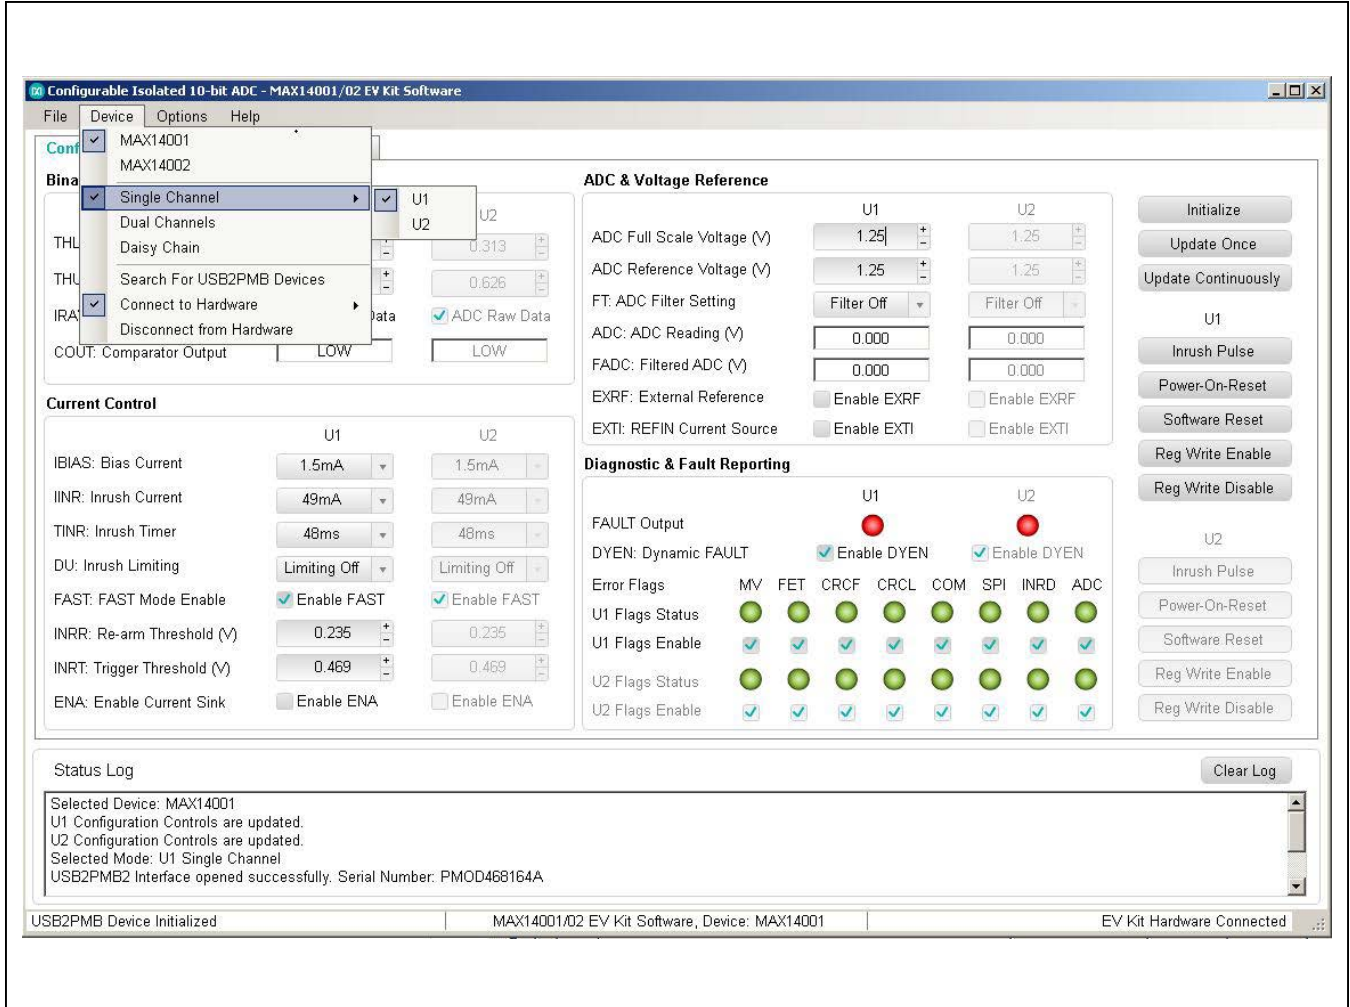 Configurable Isolated 10-bit ADC - MAX14001/02 EV Kit Software
File Device Options Help
Conf
MAX14001
MAX14002
Single Channel
Dual Channels
Daisy Chain
Search For USB2PMB Devices
Connect to Hardware
Disconnect from Hardware
U1
U2
Bina
U2
THL 0.313
THU 0.626
IRA Data ADC Raw Data
COUT: Comparator Output LOW LOW
Current Control
U1 U2
IBIAS: Bias Current 1.5mA 1.5mA
IINR: Inrush Current 49mA 49mA
TINR: Inrush Timer 48ms 48ms
DU: Inrush Limiting Limiting Off Limiting Off
FAST: FAST Mode Enable Enable FAST Enable FAST
INRR: Re-arm Threshold (V) 0.235 0.235
INRT: Trigger Threshold (V) 0.469 0.469
ENA: Enable Current Sink Enable ENA Enable ENA
ADC & Voltage Reference
U1 U2
ADC Full Scale Voltage (V) 1.25 1.25
ADC Reference Voltage (V) 1.25 1.25
FT: ADC Filter Setting Filter Off Filter Off
ADC: ADC Reading (V) 0.000 0.000
FADC: Filtered ADC (V) 0.000 0.000
EXRF: External Reference Enable EXRF Enable EXRF
EXTI: REFIN Current Source Enable EXTI Enable EXTI
Diagnostic & Fault Reporting
U1 U2
FAULT Output
DYEN: Dynamic FAULT Enable DYEN Enable DYEN
Error Flags MV FET CRCF CRCL COM SPI INRD ADC
U1 Flags Status
U1 Flags Enable
U2 Flags Status
U2 Flags Enable
Initialize
Update Once
Update Continuously
U1
Inrush Pulse
Power-On-Reset
Software Reset
Reg Write Enable
Reg Write Disable
U2
Inrush Pulse
Power-On-Reset
Software Reset
Reg Write Enable
Reg Write Disable
Status Log Clear Log
Selected Device: MAX14001
U1 Configuration Controls are updated.
U2 Configuration Controls are updated.
Selected Mode: U1 Single Channel
USB2PMB2 Interface opened successfully. Serial Number: PMOD468164A
USB2PMB Device Initialized MAX14001/02 EV Kit Software, Device: MAX14001 EV Kit Hardware Connected